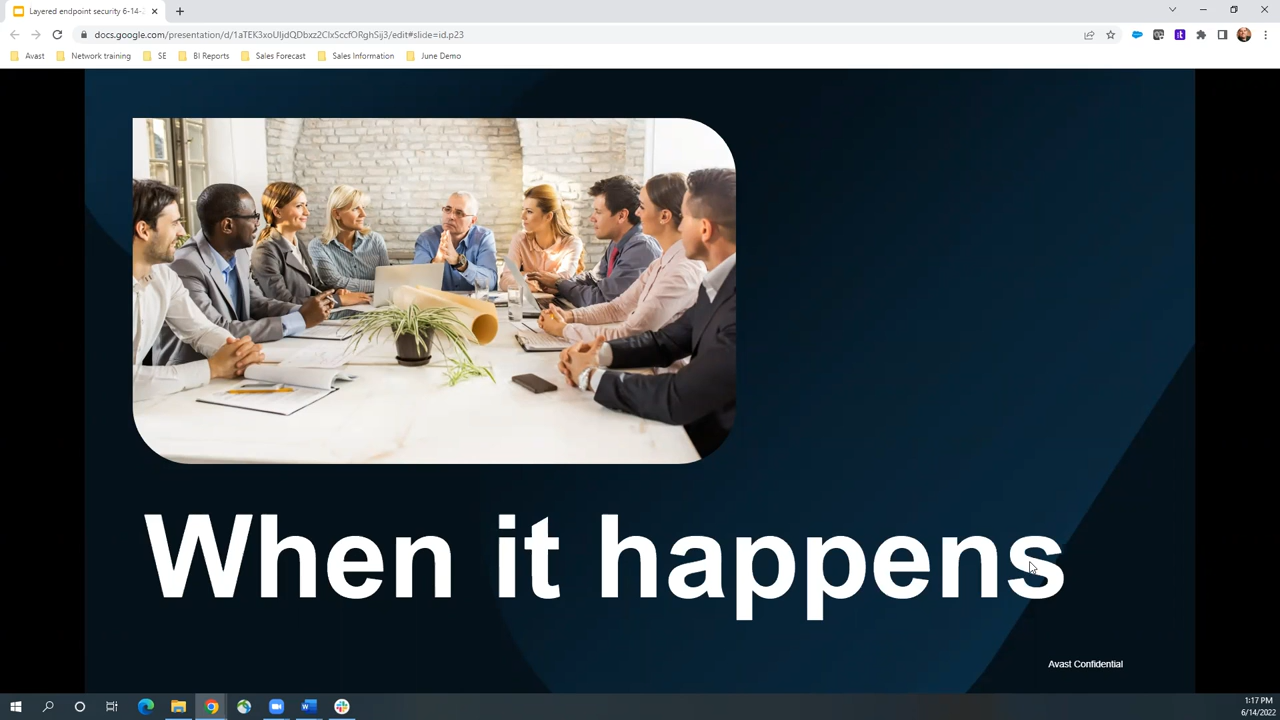 Layered endpoint security 6-14-2
docs.google.com/presentation/d/1aTEK3xoUljdQDbxz2ClxSccfORghSij3/edit#slide=id.p23
Avast
Network training
SE
BI Reports
Sales Forecast
Sales Information
June Demo
When it happens
Avast Confidential
1:17 PM
6/14/2022